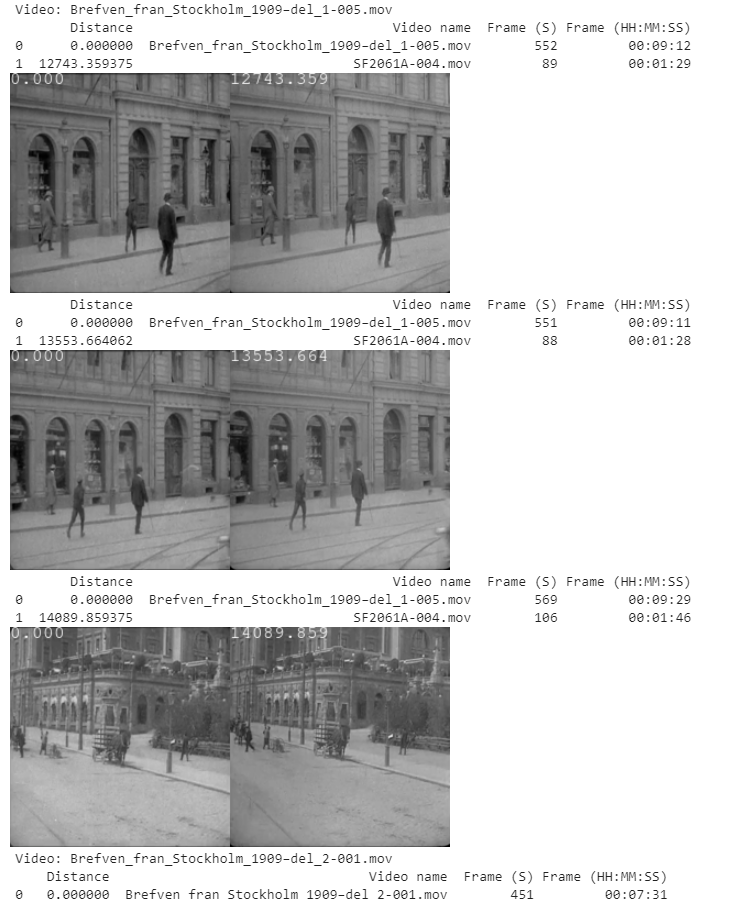 Video: Brefven_fran_Stockholm_1909-del_1-005.mov
Distance Video name Frame (S) Frame (HH:MM:SS)
0 0.000000 Brefven_fran_Stockholm_1909-del_1-005.mov 552 00:09:12
1 12743.359375 SF2061A-004.mov 89 00:01:29
0.000 12743.359
Distance Video name Frame (S) Frame (HH:MM:SS)
0 0.000000 Brefven_fran_Stockholm_1909-del_1-005.mov 551 00:09:11
1 13553.664062 SF2061A-004.mov 88 00:01:28
0.000 13553.664
Distance Video name Frame (S) Frame (HH:MM:SS)
0 0.000000 Brefven_fran_Stockholm_1909-del_1-005.mov 569 00:09:29
1 14089.859375 SF2061A-004.mov 106 00:01:46
0.000 14089.859
Video: Brefven_fran_Stockholm_1909-del_2-001.mov
Distance Video name Frame (S) Frame (HH:MM:SS)
0 0.000000 Brefven_fran_Stockholm_1909-del_2-001.mov 451 00:07:31